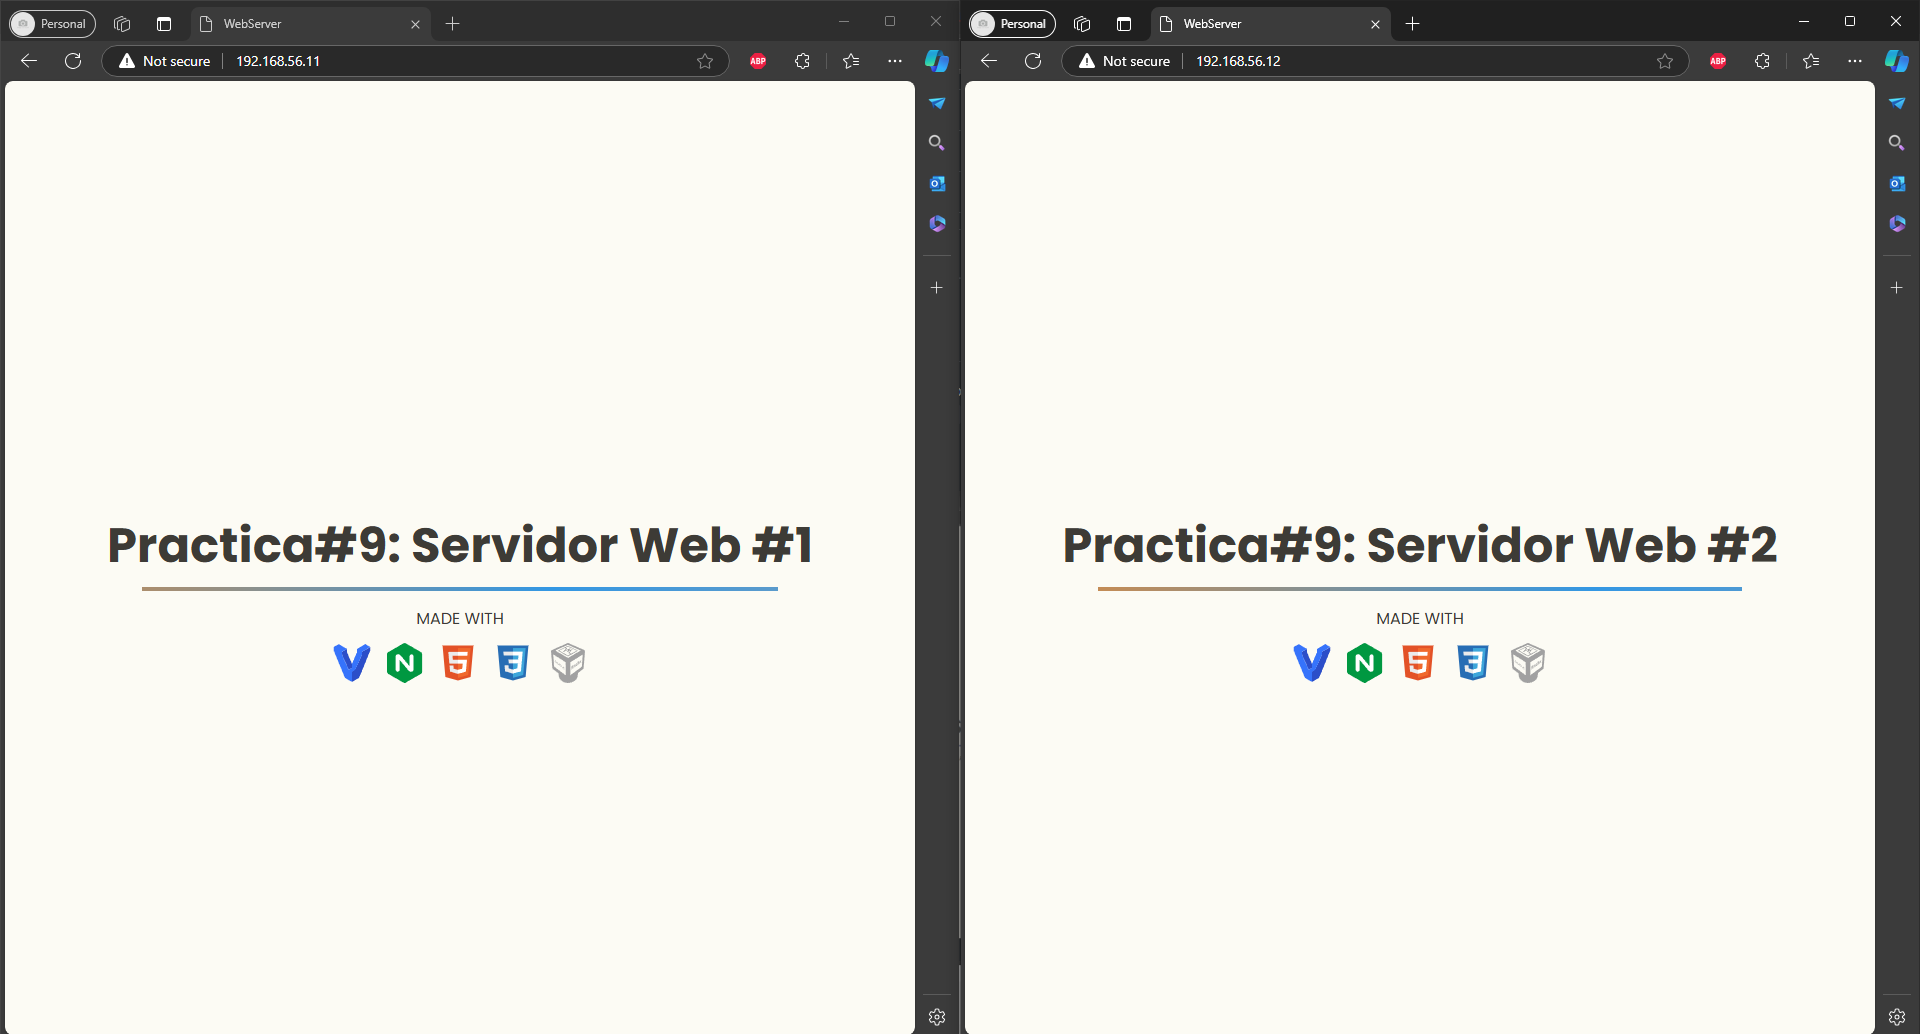 Personal
WebServer
Not secure
192.168.56.11
ABP
Practica#9: Servidor Web #1
MADE WITH
Personal
WebServer
Not secure
192.168.56.12
ABP
Practica#9: Servidor Web #2
MADE WITH